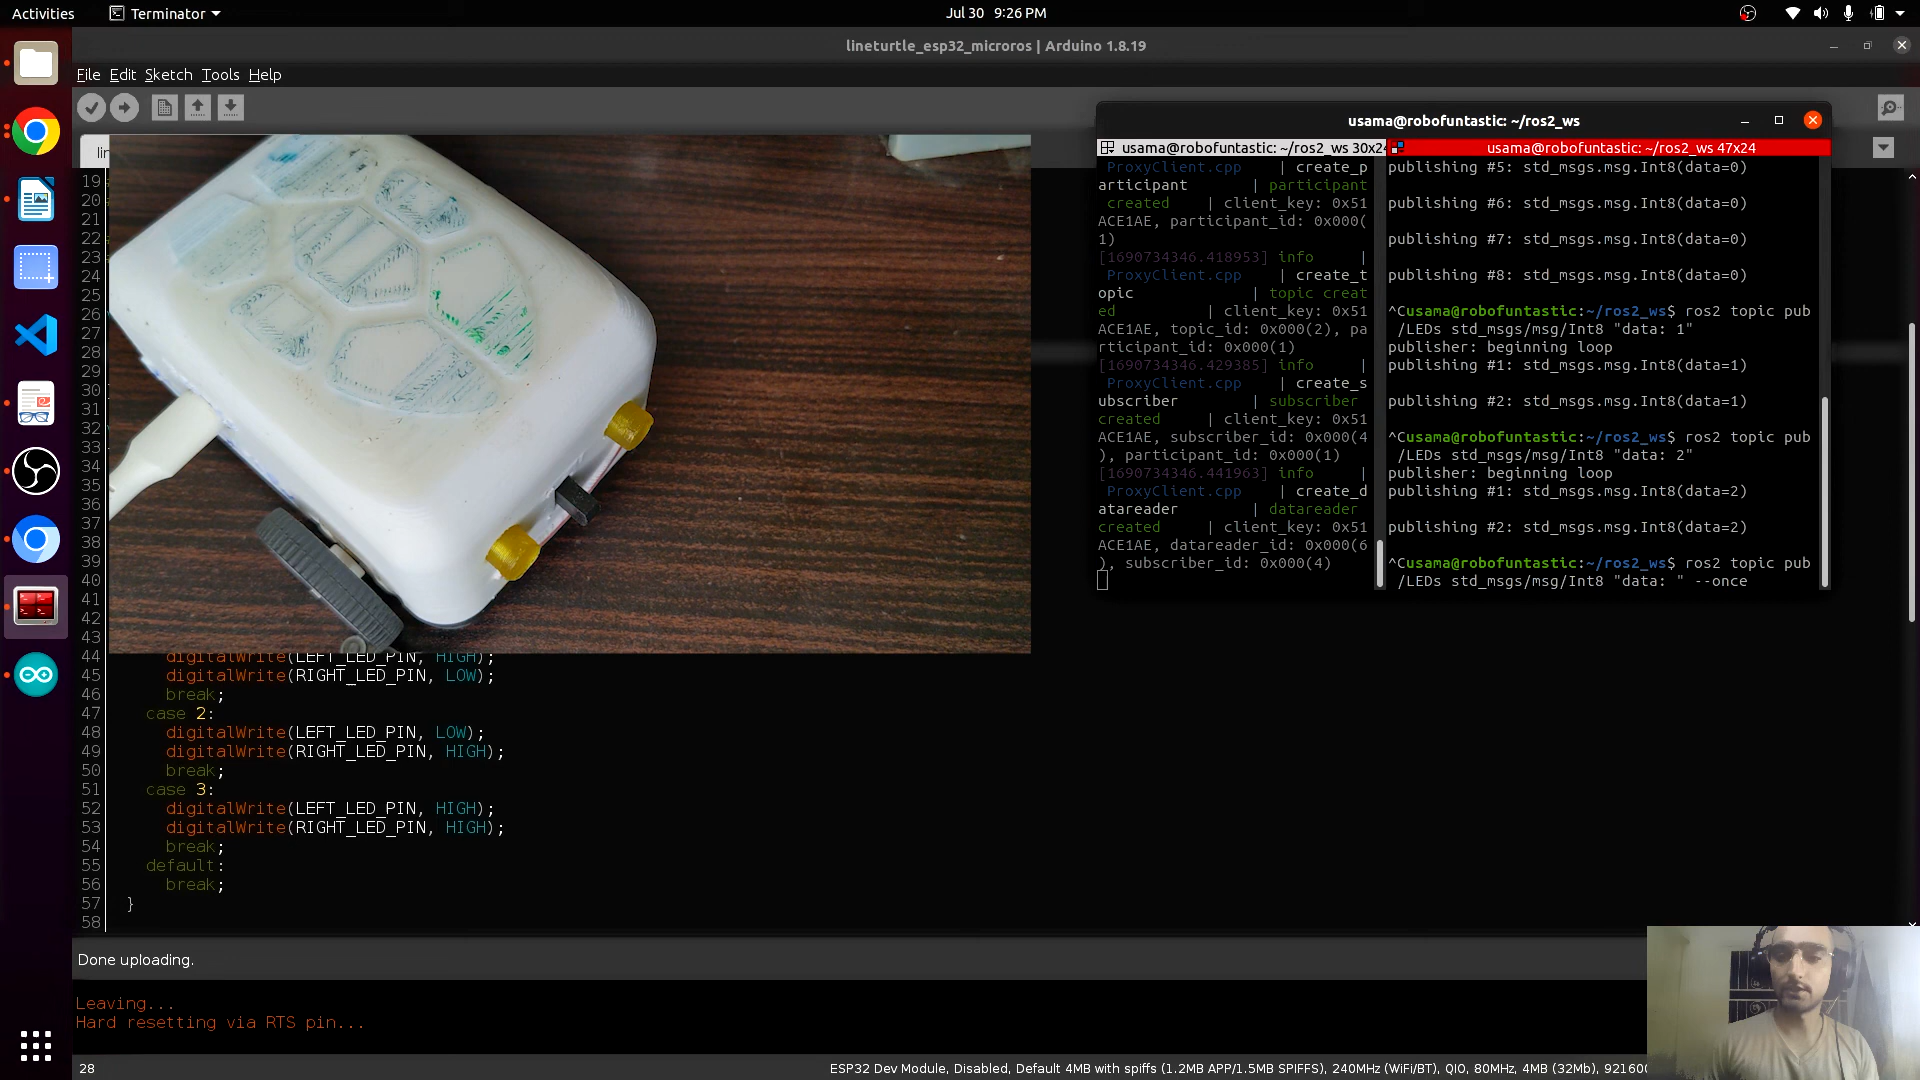 Activities
Terminator
Jul 30 9:26 PM
lineturtle_esp32_microros | Arduino 1.8.19
File Edit Sketch Tools Help
usama@robofuntastic: ~/ros2_ws
usama@robofuntastic: ~/ros2_ws 30x24
ProxyClient.cpp | create_p
articipant | participant
created | client_key: 0x51
ACE1AE, participant_id: 0x000(
1)
[1690734346.418953] info |
ProxyClient.cpp | create_t
opic | topic creat
ed | client_key: 0x51
ACE1AE, topic_id: 0x000(2), pa
rticipant_id: 0x000(1)
[1690734346.429385] info |
ProxyClient.cpp | create_s
ubscriber | subscriber
created | client_key: 0x51
ACE1AE, subscriber_id: 0x000(4
), participant_id: 0x000(1)
[1690734346.441963] info |
ProxyClient.cpp | create_d
atareader | datareader
created | client_key: 0x51
ACE1AE, datareader_id: 0x000(6
), subscriber_id: 0x000(4)
usama@robofuntastic: ~/ros2_ws 47x24
publishing #5: std_msgs.msg.Int8(data=0)
publishing #6: std_msgs.msg.Int8(data=0)
publishing #7: std_msgs.msg.Int8(data=0)
publishing #8: std_msgs.msg.Int8(data=0)
^Cusama@robofuntastic:~/ros2_ws$ ros2 topic pub
/LEDs std_msgs/msg/Int8 "data: 1"
publisher: beginning loop
publishing #1: std_msgs.msg.Int8(data=1)
publishing #2: std_msgs.msg.Int8(data=1)
^Cusama@robofuntastic:~/ros2_ws$ ros2 topic pub
/LEDs std_msgs/msg/Int8 "data: 2"
publisher: beginning loop
publishing #1: std_msgs.msg.Int8(data=2)
publishing #2: std_msgs.msg.Int8(data=2)
^Cusama@robofuntastic:~/ros2_ws$ ros2 topic pub
/LEDs std_msgs/msg/Int8 "data: " --once
19
20
21
22
23
24
25
26
27
28
29
30
31
32
33
34
35
36
37
38
39
40
41
42
43
44 digitalWrite(LEFT_LED_PIN, HIGH);
45 digitalWrite(RIGHT_LED_PIN, LOW);
46 break;
47 case 2:
48 digitalWrite(LEFT_LED_PIN, LOW);
49 digitalWrite(RIGHT_LED_PIN, HIGH);
50 break;
51 case 3:
52 digitalWrite(LEFT_LED_PIN, HIGH);
53 digitalWrite(RIGHT_LED_PIN, HIGH);
54 break;
55 default:
56 break;
57 }
58
Done uploading.
Leaving...
Hard resetting via RTS pin...
28
ESP32 Dev Module, Disabled, Default 4MB with spiffs (1.2MB APP/1.5MB SPIFFS), 240MHz (WiFi/BT), QIO, 80MHz, 4MB (32Mb), 92160